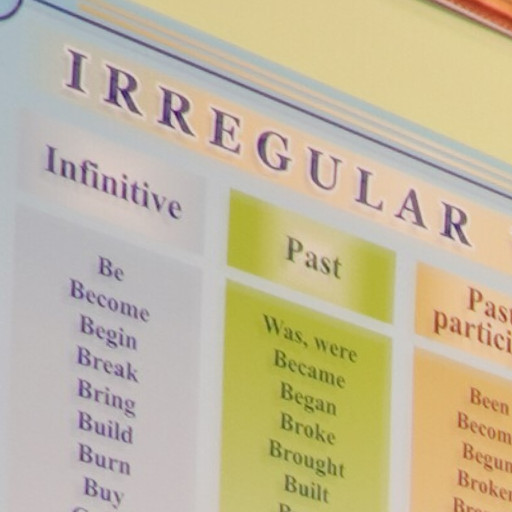 IRREGULAR
Infinitive
Be
Become
Begin
Break
Bring
Build
Burn
Buy
Past
Was, were
Became
Began
Broke
Brought
Built
Past
partici
Been
Becom
Begun
Broken